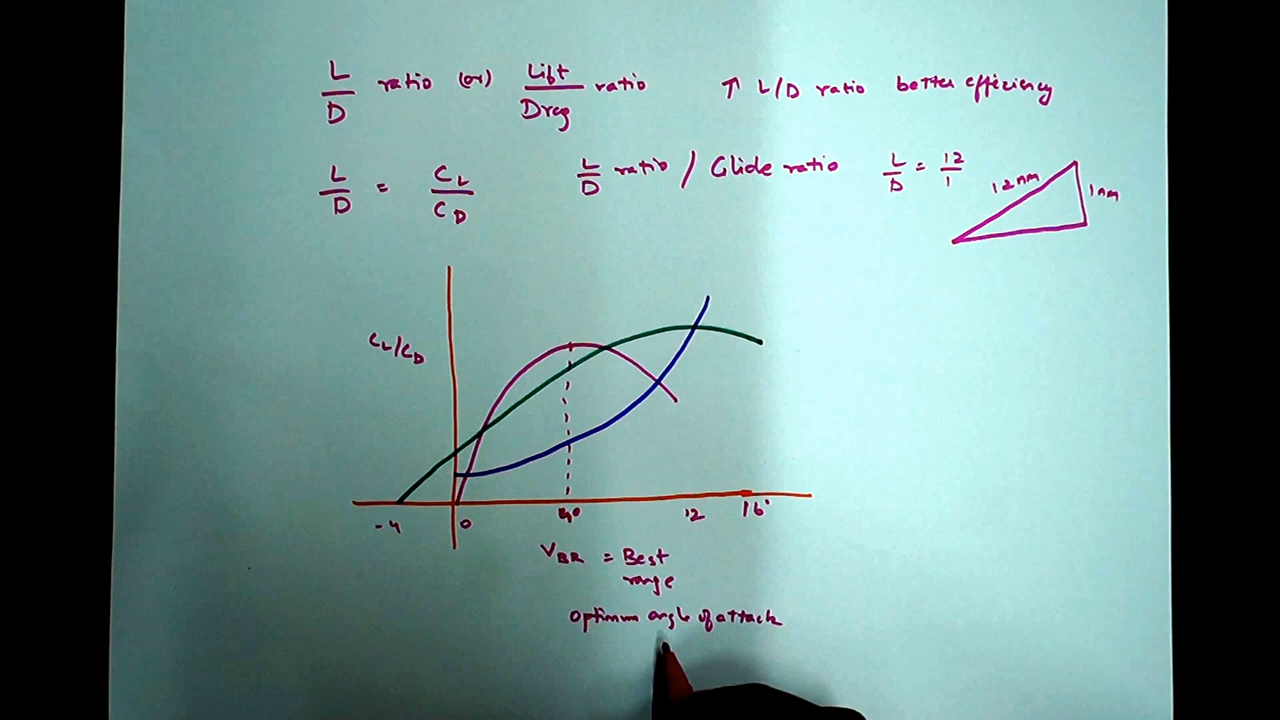 L/D ratio (or) Lift/Drag ratio ↑ L/D ratio better efficiency
L/D = CL/CD L/D ratio / Glide ratio L/D = 12/1 12nm 1nm
CL/CD
-4 0 4° 12 16°
VBR = Best
range
Optimum angle of attack